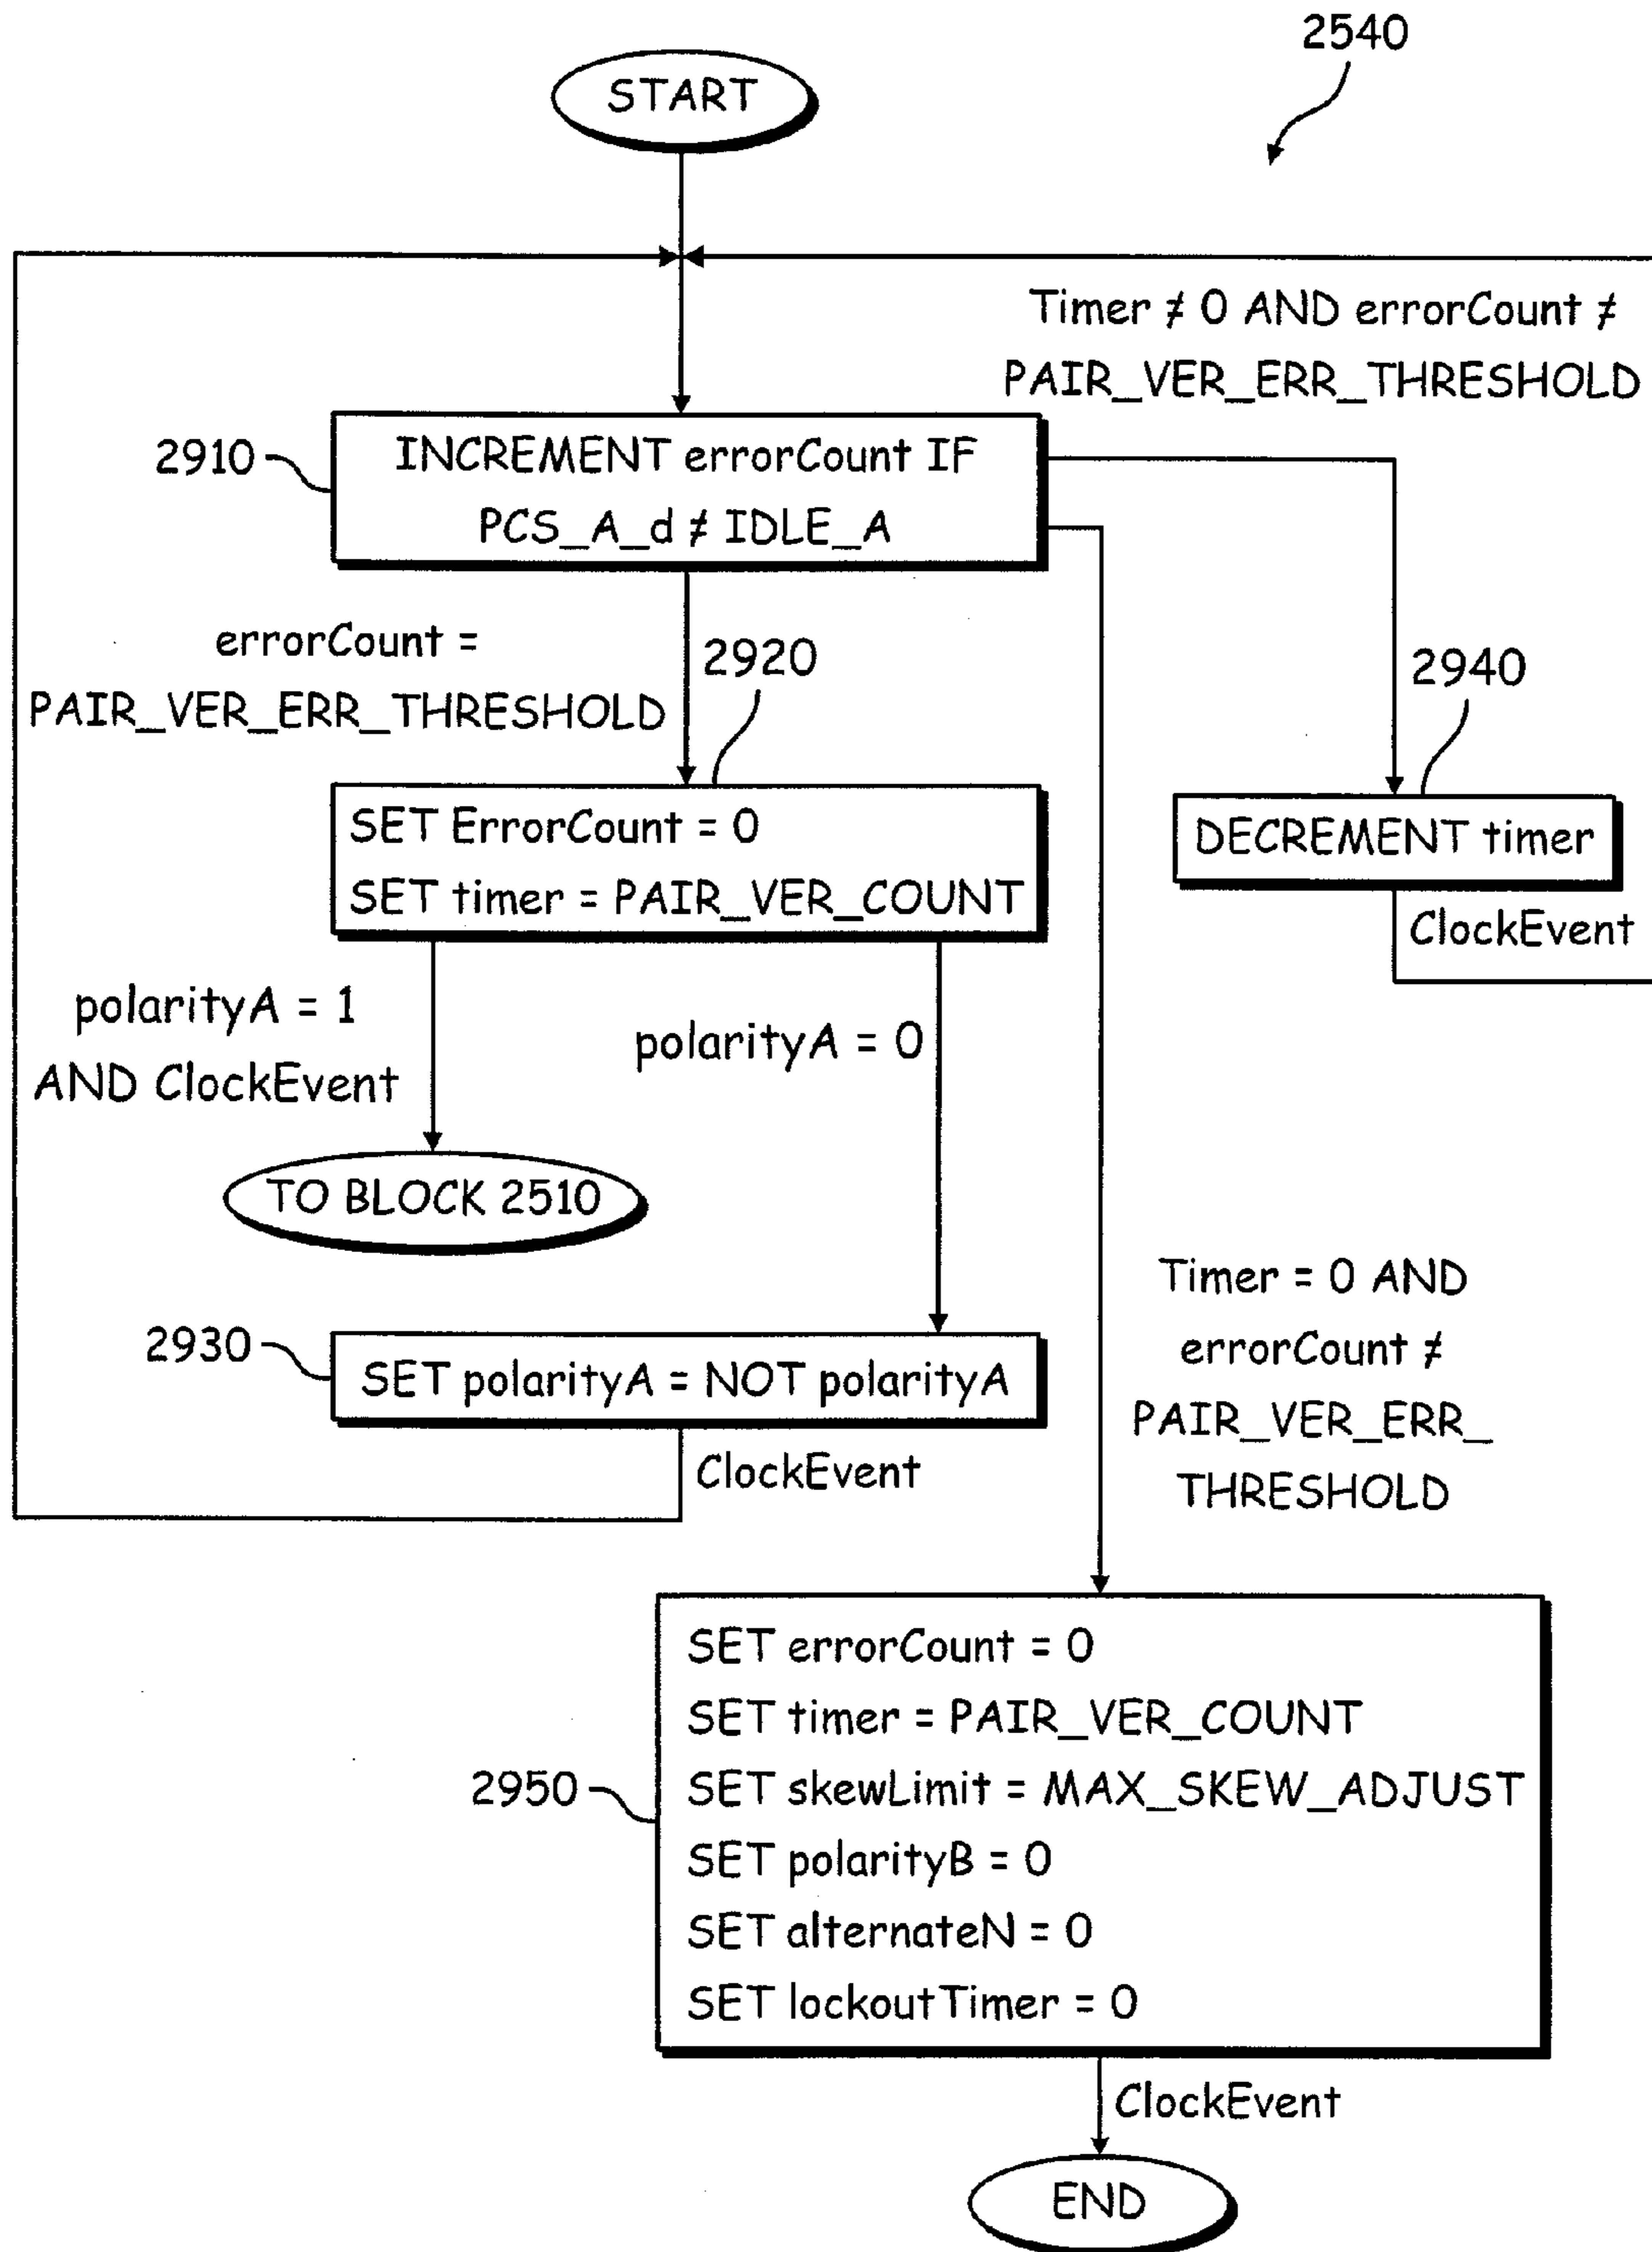 2540
START
Timer ≠ 0 AND errorCount ≠
PAIR_VER_ERR_THRESHOLD
2910
INCREMENT errorCount IF
PCS_A_d ≠ IDLE_A
errorCount =
PAIR_VER_ERR_THRESHOLD
2920
2940
SET ErrorCount = 0
SET timer = PAIR_VER_COUNT
DECREMENT timer
ClockEvent
polarityA = 1
AND ClockEvent
polarityA = 0
TO BLOCK 2510
Timer = 0 AND
errorCount ≠
PAIR_VER_ERR_
THRESHOLD
2930
SET polarityA = NOT polarityA
ClockEvent
2950
SET errorCount = 0
SET timer = PAIR_VER_COUNT
SET skewLimit = MAX_SKEW_ADJUST
SET polarityB = 0
SET alternateN = 0
SET lockoutTimer = 0
ClockEvent
END